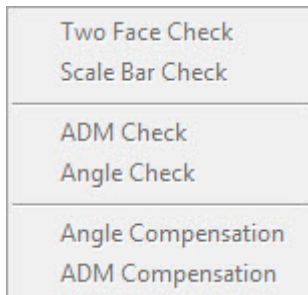 Two Face Check
Scale Bar Check
ADM Check
Angle Check
Angle Compensation
ADM Compensation